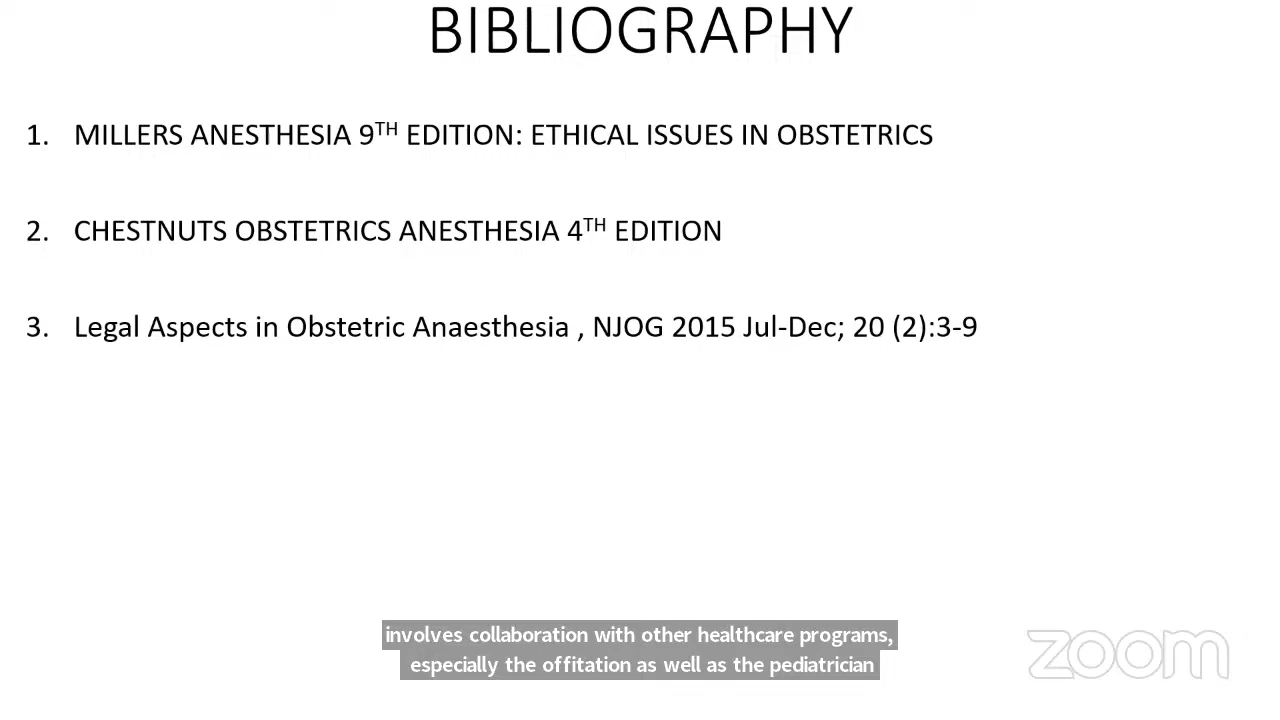 BIBLIOGRAPHY
1. MILLERS ANESTHESIA 9TH EDITION: ETHICAL ISSUES IN OBSTETRICS
2. CHESTNUTS OBSTETRICS ANESTHESIA 4TH EDITION
3. Legal Aspects in Obstetric Anaesthesia , NJOG 2015 Jul-Dec; 20 (2):3-9
involves collaboration with other healthcare programs,
especially the offitation as well as the pediatrician
zoom